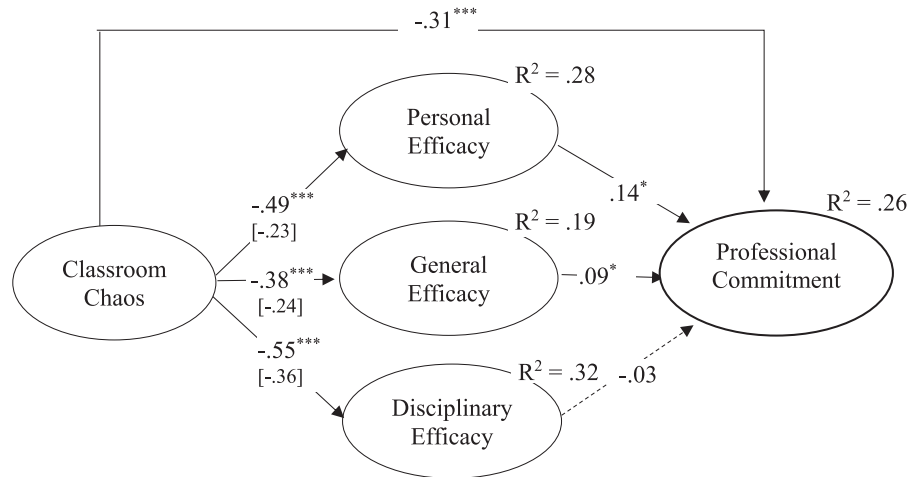 -.31***
R² = .28
Personal
Efficacy
-.49***
[-.23]
.14*
R² = .26
R² = .19
Classroom
Chaos
General
Efficacy
Professional
Commitment
-.38***
[-.24]
.09*
-.55***
[-.36]
R² = .32
-.03
Disciplinary
Efficacy